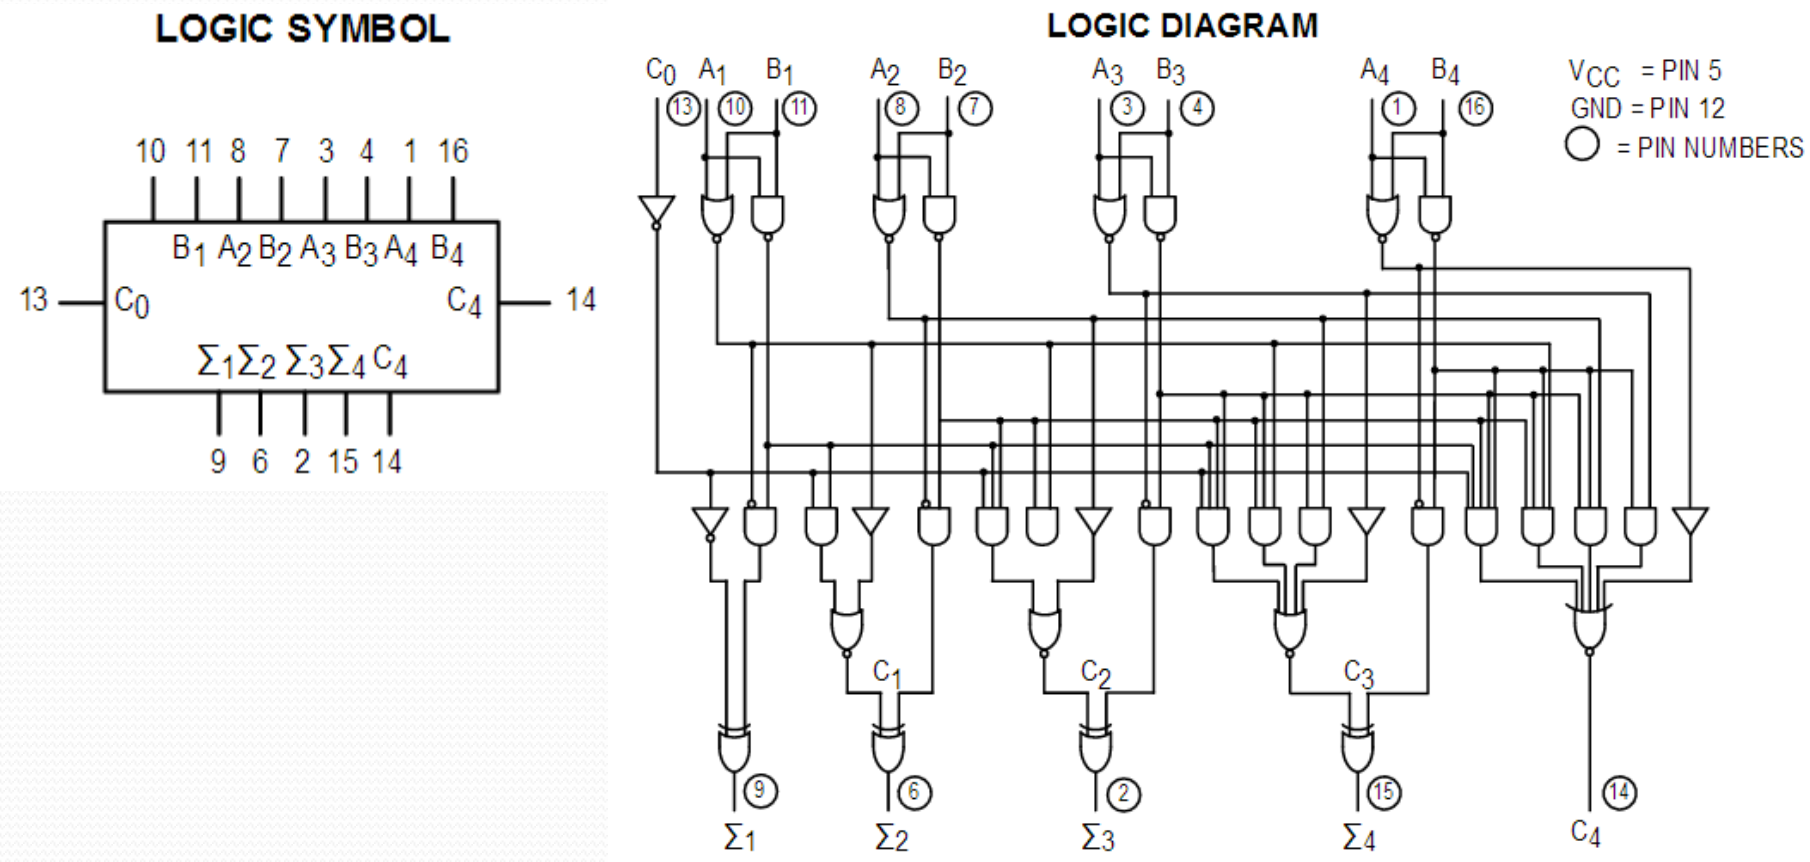 LOGIC SYMBOL
10 11 8 7 3 4 1 16
B1 A2 B2 A3 B3 A4 B4
13 C0 C4 14
Σ1 Σ2 Σ3 Σ4 C4
9 6 2 15 14
LOGIC DIAGRAM
C0 A1 B1 A2 B2 A3 B3 A4 B4
13 10 11 8 7 3 4 1 16
VCC = PIN 5
GND = PIN 12
= PIN NUMBERS
C1 C2 C3
9 6 2 15 14
Σ1 Σ2 Σ3 Σ4 C4